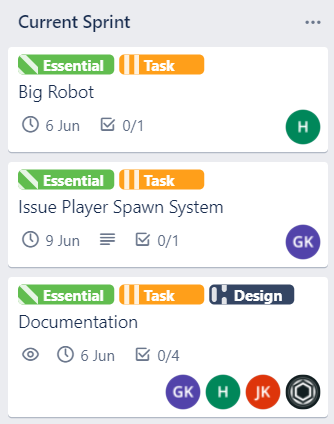 Current Sprint
Essential Task
Big Robot
6 Jun 0/1
H
Essential Task
Issue Player Spawn System
9 Jun 0/1
GK
Essential Task Design
Documentation
6 Jun 0/4
GK H JK